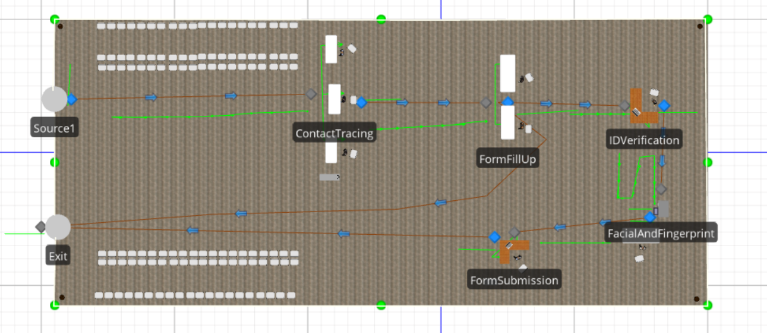 Source1
ContactTracing
FormFillUp
IDVerification
Exit
FacialAndFingerprint
FormSubmission